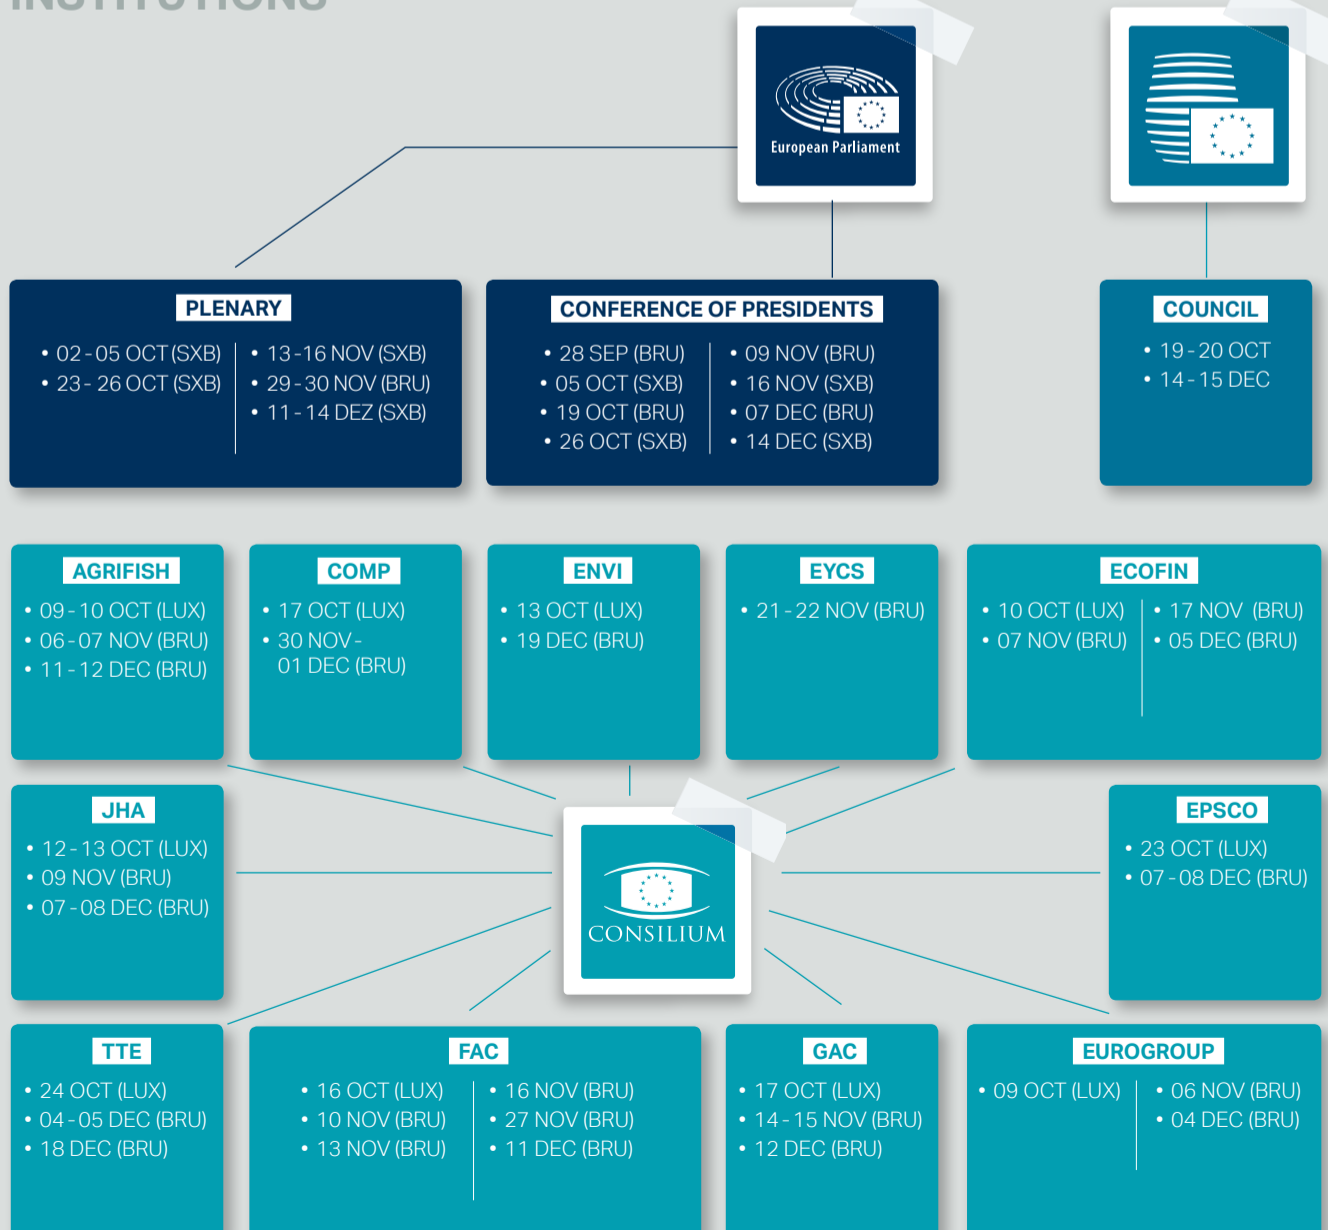 INSTITUTIONS
European Parliament
PLENARY
• 02-05 OCT (SXB)
• 23-26 OCT (SXB)
• 13-16 NOV (SXB)
• 29-30 NOV (BRU)
• 11-14 DEZ (SXB)
CONFERENCE OF PRESIDENTS
• 28 SEP (BRU)
• 05 OCT (SXB)
• 19 OCT (BRU)
• 26 OCT (SXB)
• 09 NOV (BRU)
• 16 NOV (SXB)
• 07 DEC (BRU)
• 14 DEC (SXB)
COUNCIL
• 19-20 OCT
• 14-15 DEC
AGRIFISH
• 09-10 OCT (LUX)
• 06-07 NOV (BRU)
• 11-12 DEC (BRU)
COMP
• 17 OCT (LUX)
• 30 NOV-
01 DEC (BRU)
ENVI
• 13 OCT (LUX)
• 19 DEC (BRU)
EYCS
• 21-22 NOV (BRU)
ECOFIN
• 10 OCT (LUX)
• 07 NOV (BRU)
• 17 NOV (BRU)
• 05 DEC (BRU)
JHA
• 12-13 OCT (LUX)
• 09 NOV (BRU)
• 07-08 DEC (BRU)
CONSILIUM
EPSCO
• 23 OCT (LUX)
• 07-08 DEC (BRU)
TTE
• 24 OCT (LUX)
• 04-05 DEC (BRU)
• 18 DEC (BRU)
FAC
• 16 OCT (LUX)
• 10 NOV (BRU)
• 13 NOV (BRU)
• 16 NOV (BRU)
• 27 NOV (BRU)
• 11 DEC (BRU)
GAC
• 17 OCT (LUX)
• 14-15 NOV (BRU)
• 12 DEC (BRU)
EUROGROUP
• 09 OCT (LUX)
• 06 NOV (BRU)
• 04 DEC (BRU)